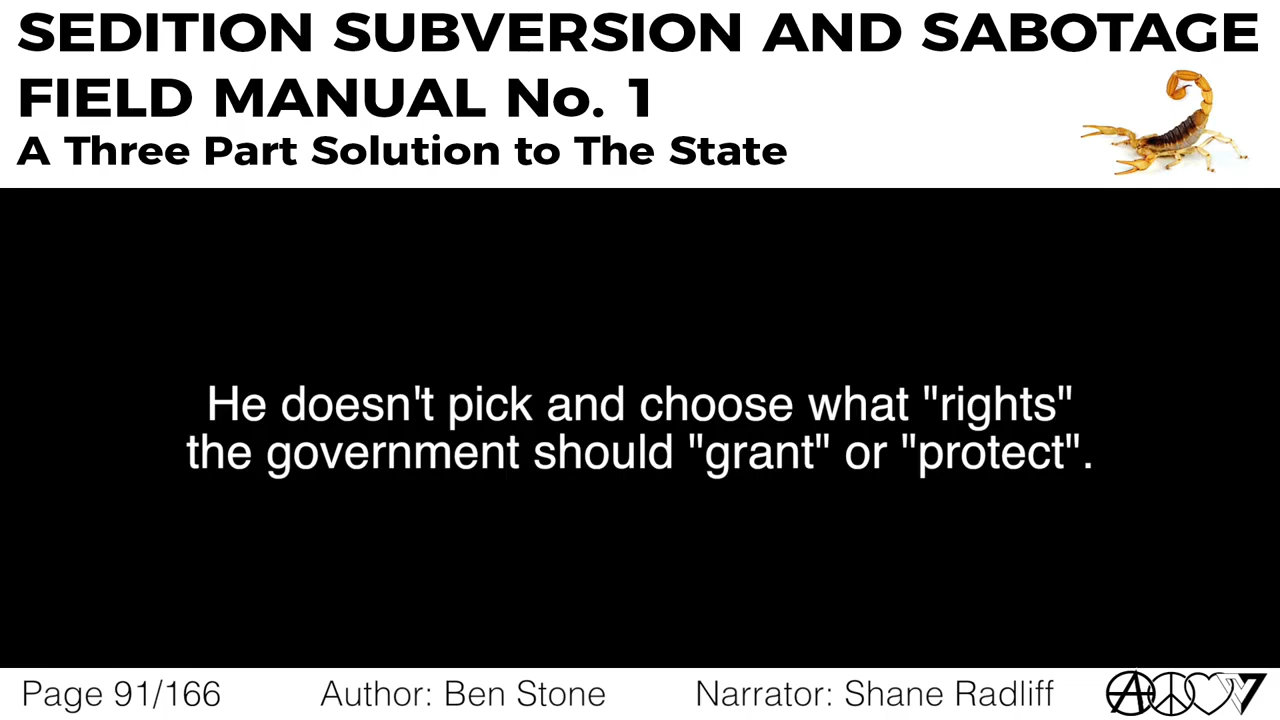 SEDITION SUBVERSION AND SABOTAGE
FIELD MANUAL No. 1
A Three Part Solution to The State
He doesn't pick and choose what "rights"
the government should "grant" or "protect".
Page 91/166 Author: Ben Stone Narrator: Shane Radliff